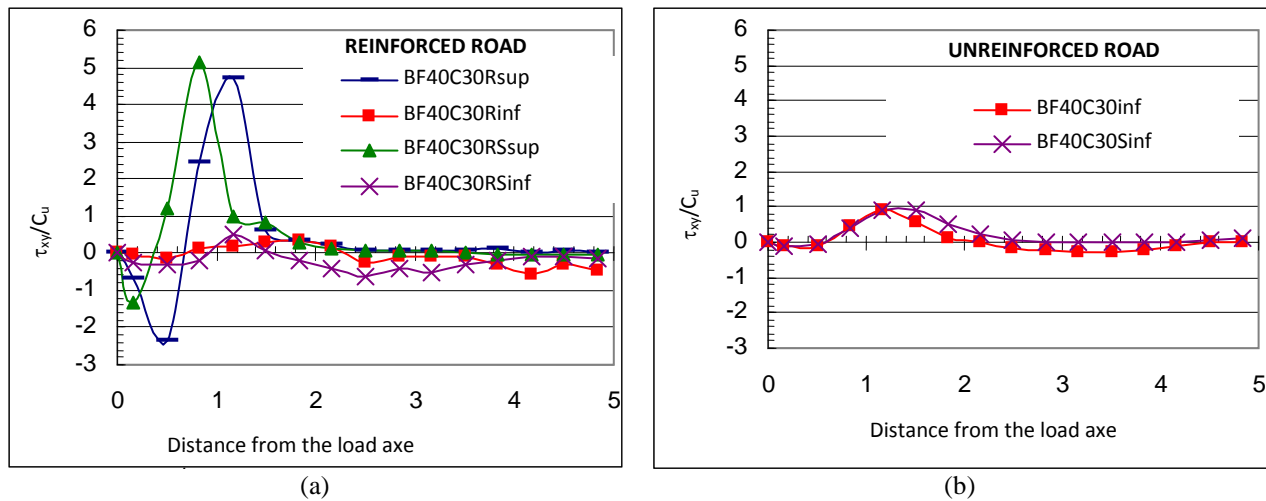 REINFORCED ROAD
BF40C30Rsup
BF40C30Rinf
BF40C30RSsup
BF40C30RSinf
6
5
4
3
2
1
0
-1
-2
-3
τxy/Cu
0 1 2 3 4 5
Distance from the load axe
(a)
UNREINFORCED ROAD
BF40C30inf
BF40C30Sinf
6
5
4
3
2
1
0
-1
-2
-3
τxy/Cu
0 1 2 3 4 5
Distance from the load axe
(b)